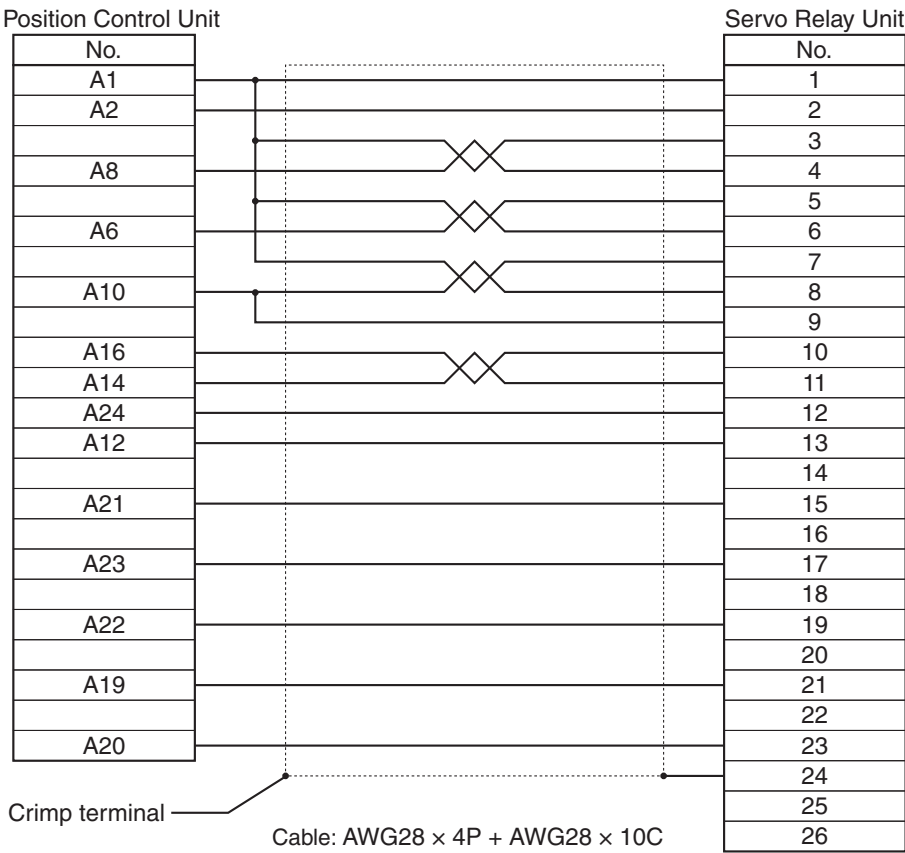 Position Control Unit Servo Relay Unit
No. No.
A1 1
A2 2
3
A8 4
5
A6 6
7
A10 8
9
A16 10
A14 11
A24 12
A12 13
14
A21 15
16
A23 17
18
A22 19
20
A19 21
22
A20 23
24
Crimp terminal 25
Cable: AWG28 × 4P + AWG28 × 10C 26